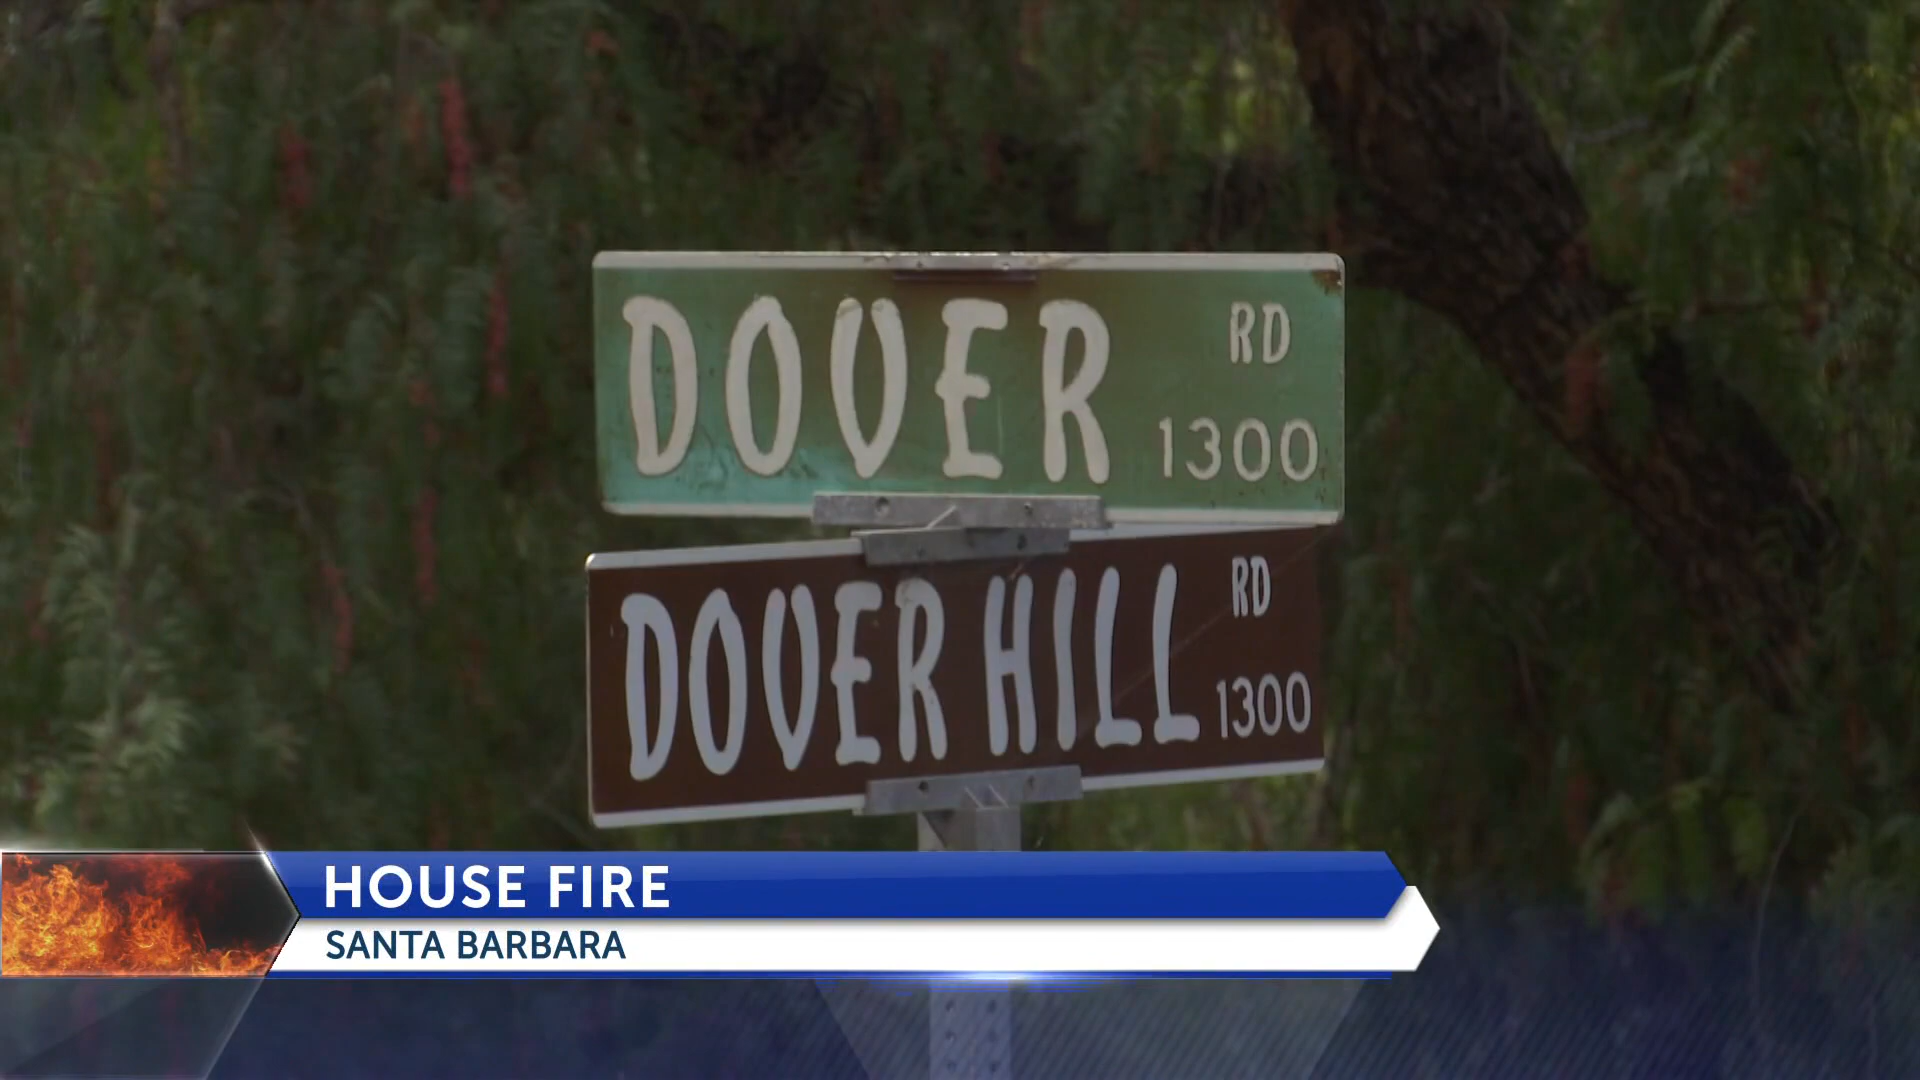 DOVER RD
1300
DOVER HILL RD
1300
HOUSE FIRE
SANTA BARBARA